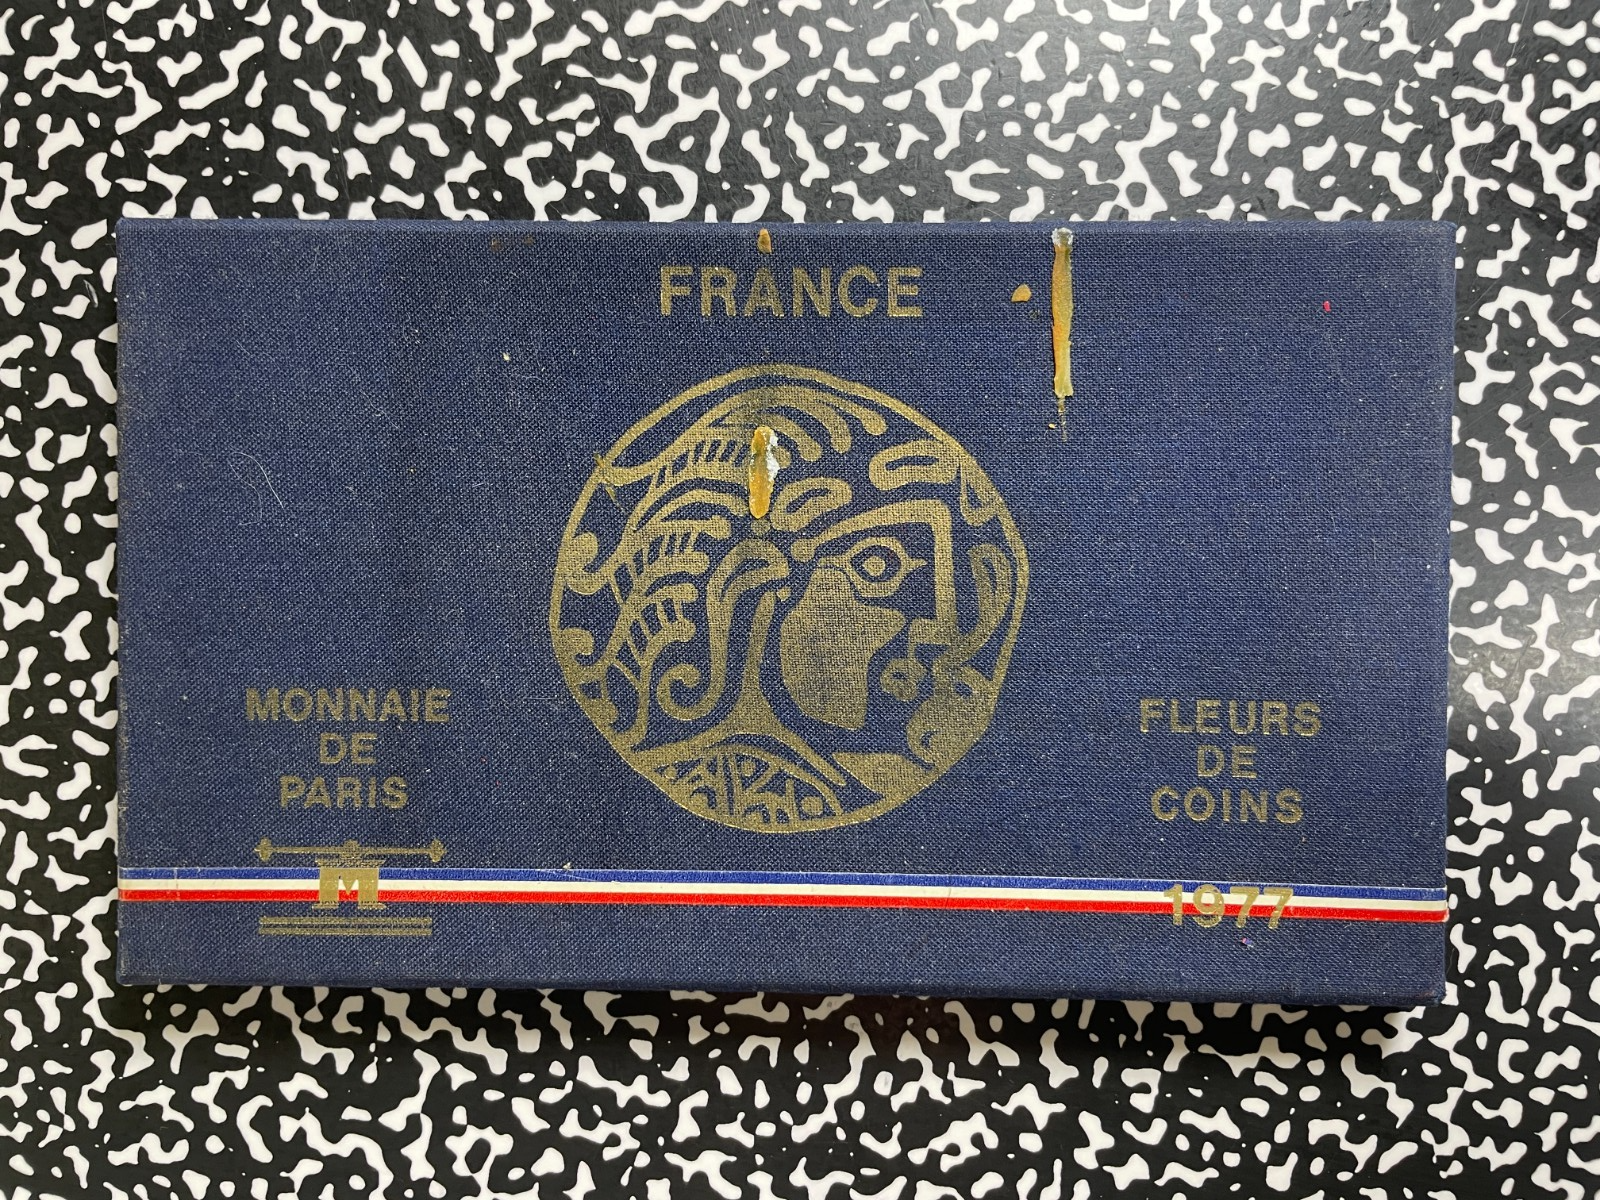 FRANCE
MONNAIE
DE
PARIS
M
FLEURS
DE
COINS
1977